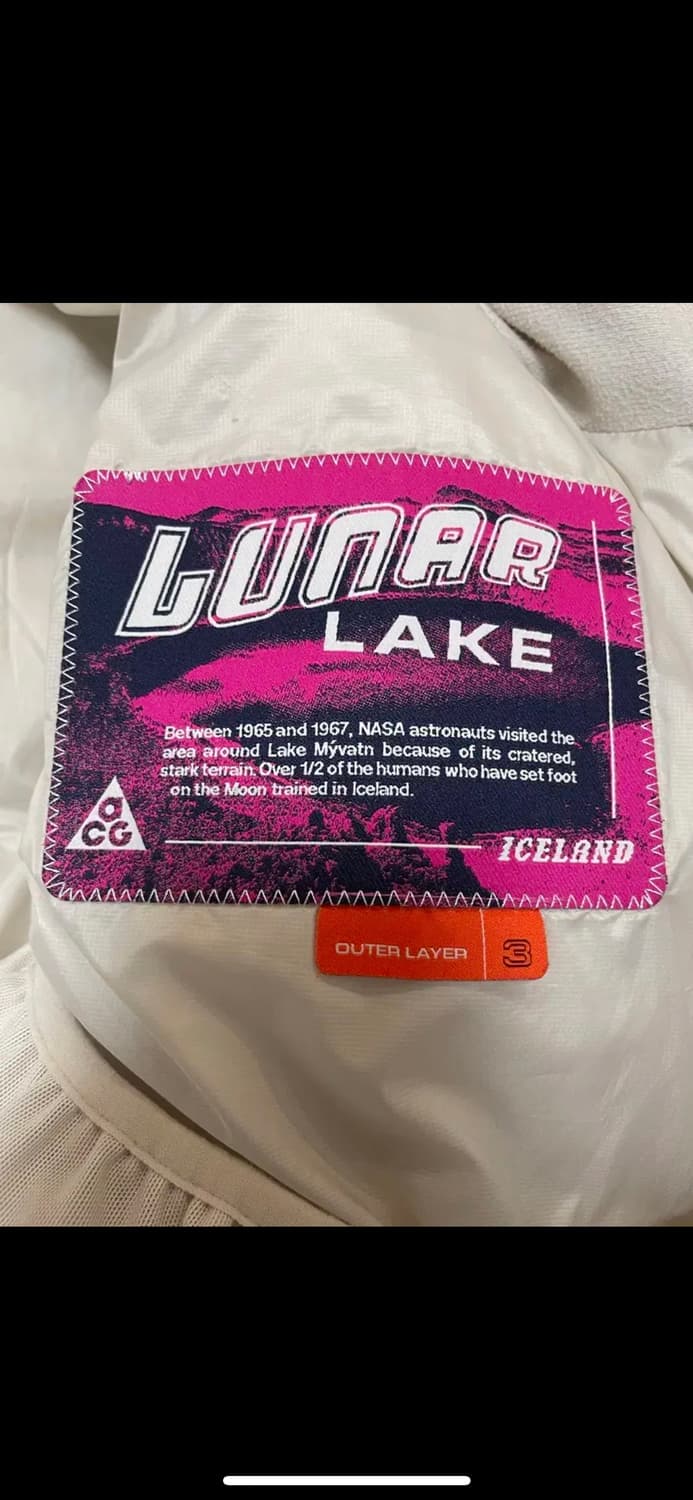 LUNAR
LAKE
Between 1965 and 1967, NASA astronauts visited the
area around Lake Mývatn because of its cratered,
stark terrain. Over 1/2 of the humans who have set foot
on the Moon trained in Iceland.
a
CG
ICELAND
OUTER LAYER 3